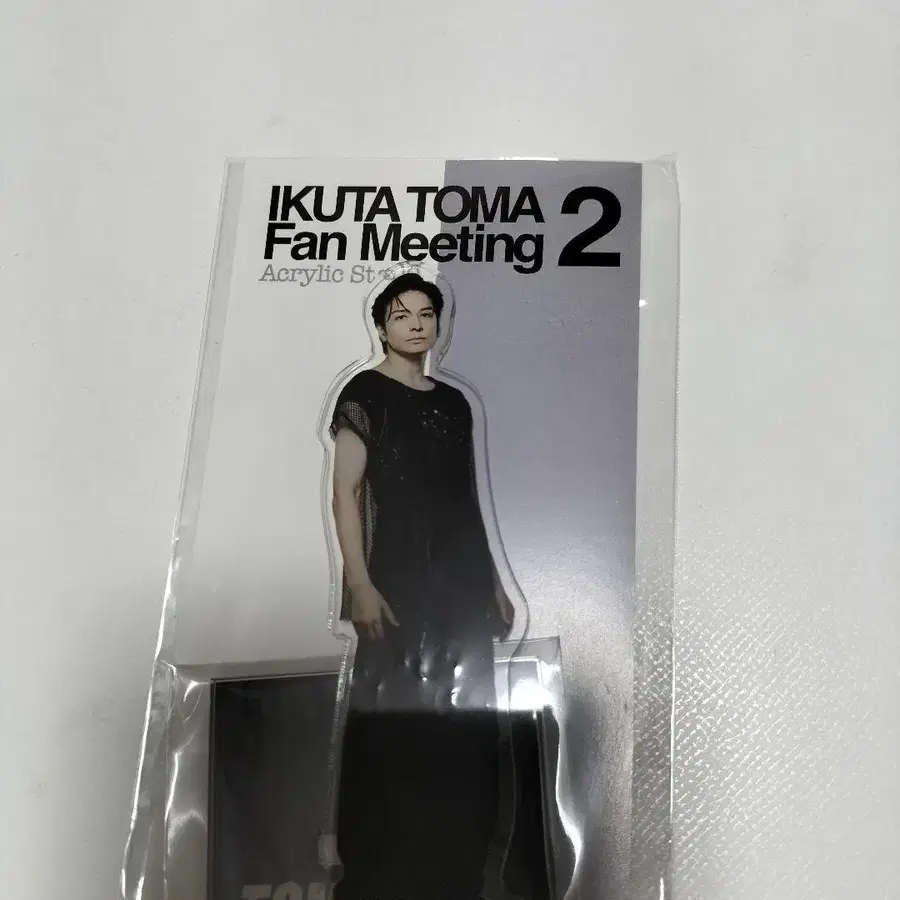 IKUTA TOMA
Fan Meeting 2
Acrylic